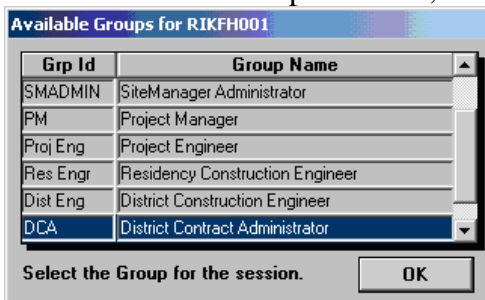 Available Groups for RIKFH001
Grp Id Group Name
SMADMIN SiteManager Administrator
PM Project Manager
Proj Eng Project Engineer
Res Engr Residency Construction Engineer
Dist Eng District Construction Engineer
DCA District Contract Administrator
Select the Group for the session. OK